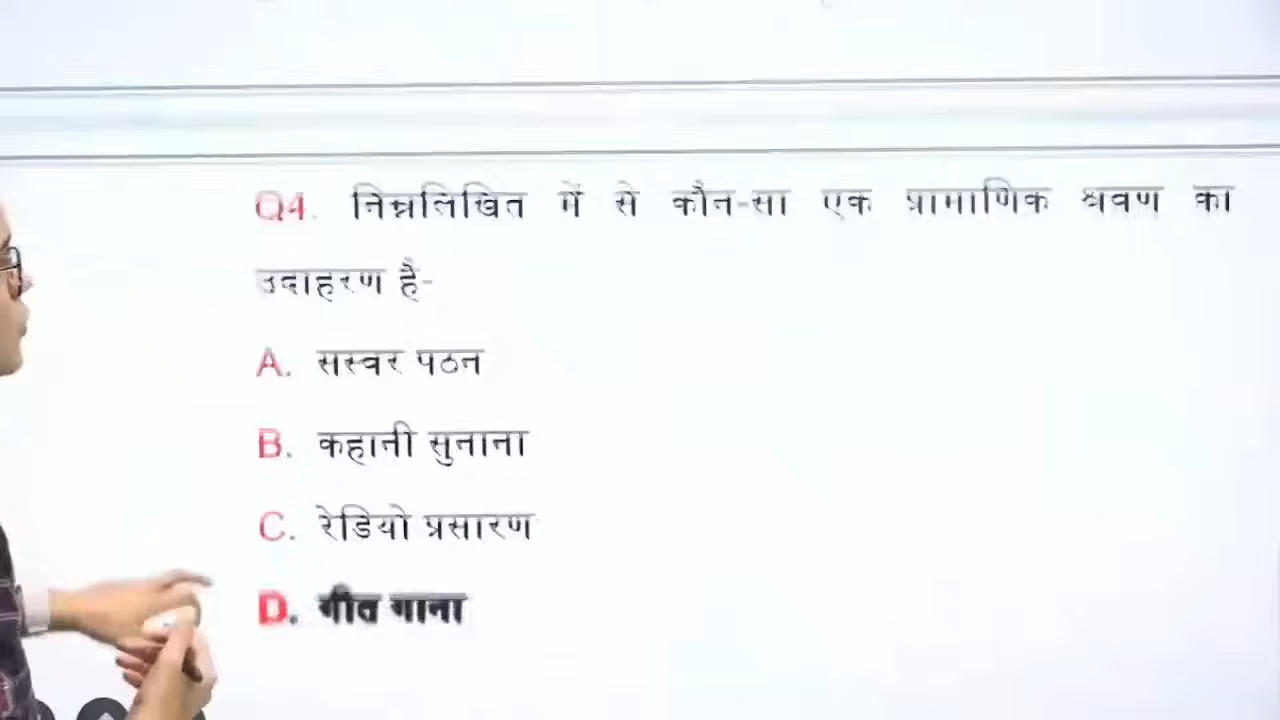 Q4. निम्नलिखित में से कौन-सा एक प्रामाणिक श्रवण का
उदाहरण है-
A. सस्वर पठन
B. कहानी सुनाना
C. रेडियो प्रसारण
D. गीत गाना